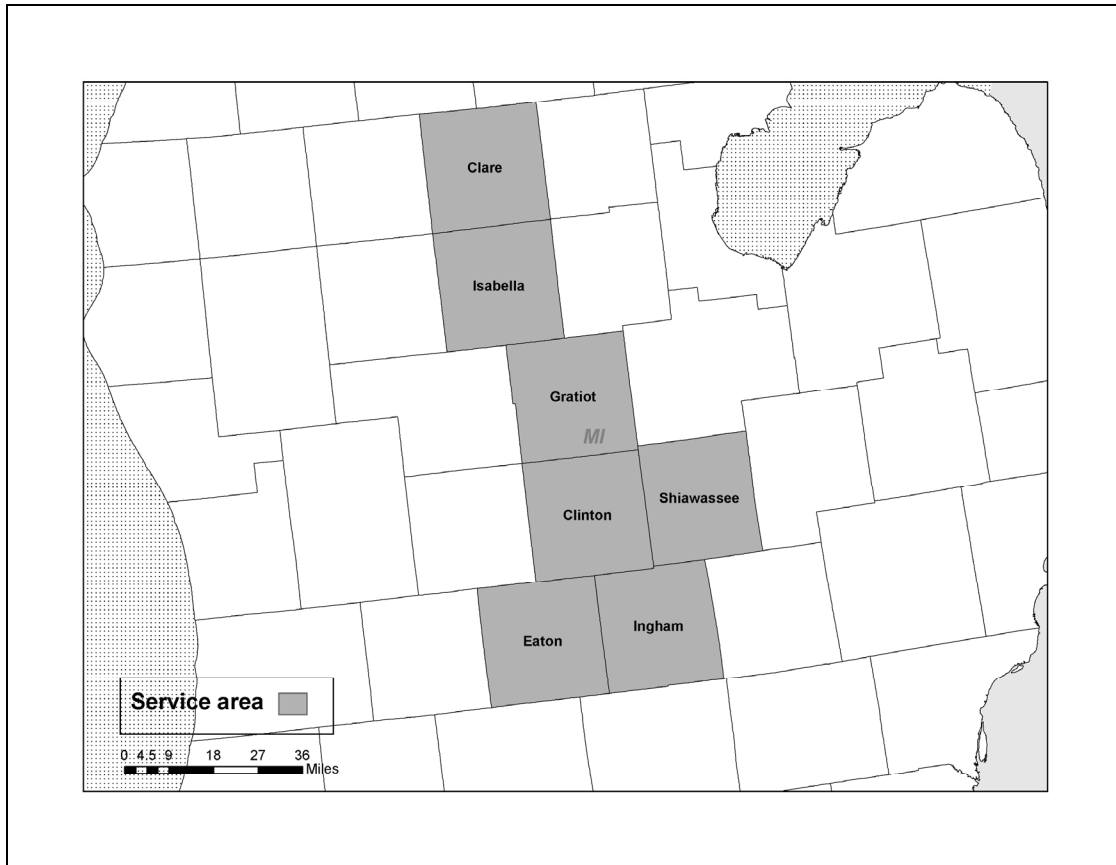 Clare
Isabella
Gratiot
MI
Clinton
Shiawassee
Eaton
Ingham
Service area
0 4.5 9 18 27 36
Miles